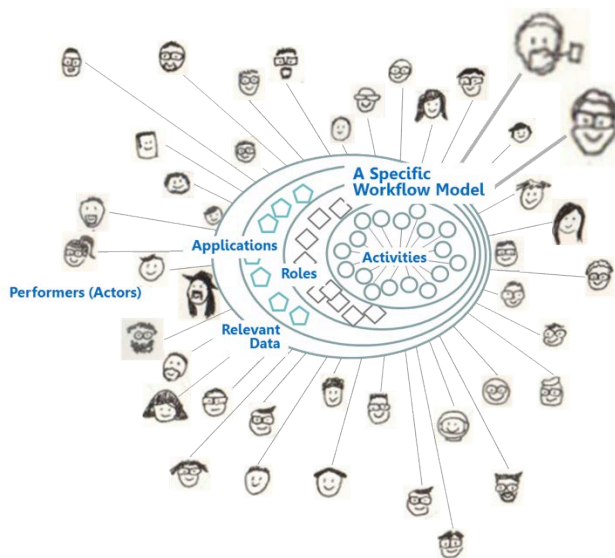 A Specific
Workflow Model
Applications
Activities
Roles
Performers (Actors)
Relevant
Data